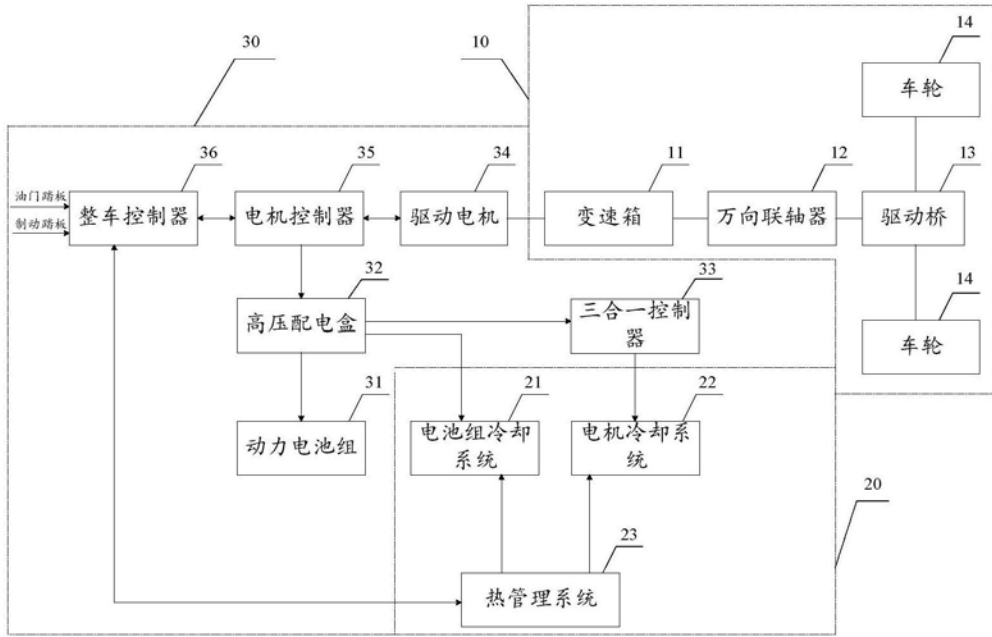 30
10
14
车轮
36
35
34
11
12
13
油门踏板
制动踏板
整车控制器
电机控制器
驱动电机
变速箱
万向联轴器
驱动桥
32
33
14
高压配电盒
三合一控制
器
车轮
31
21
22
动力电池组
电池组冷却
系统
电机冷却系
统
20
23
热管理系统